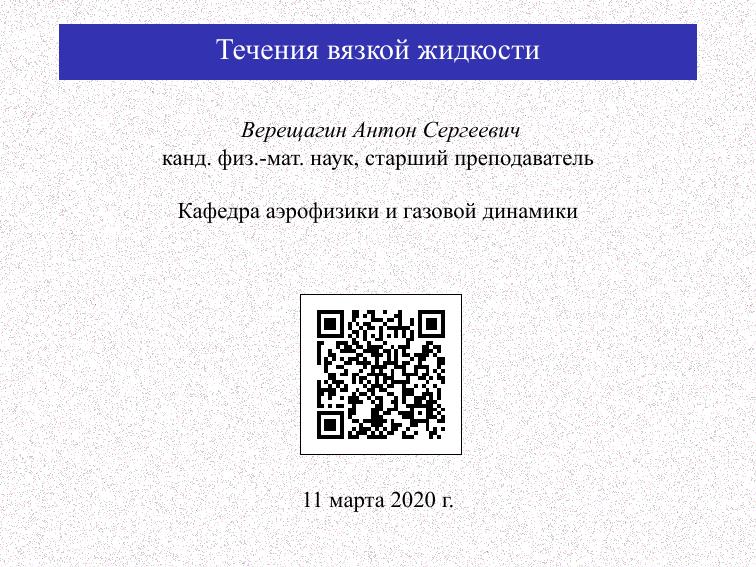 Течения вязкой жидкости
Верещагин Антон Сергеевич
канд. физ.-мат. наук, старший преподаватель
Кафедра аэрофизики и газовой динамики
11 марта 2020 г.